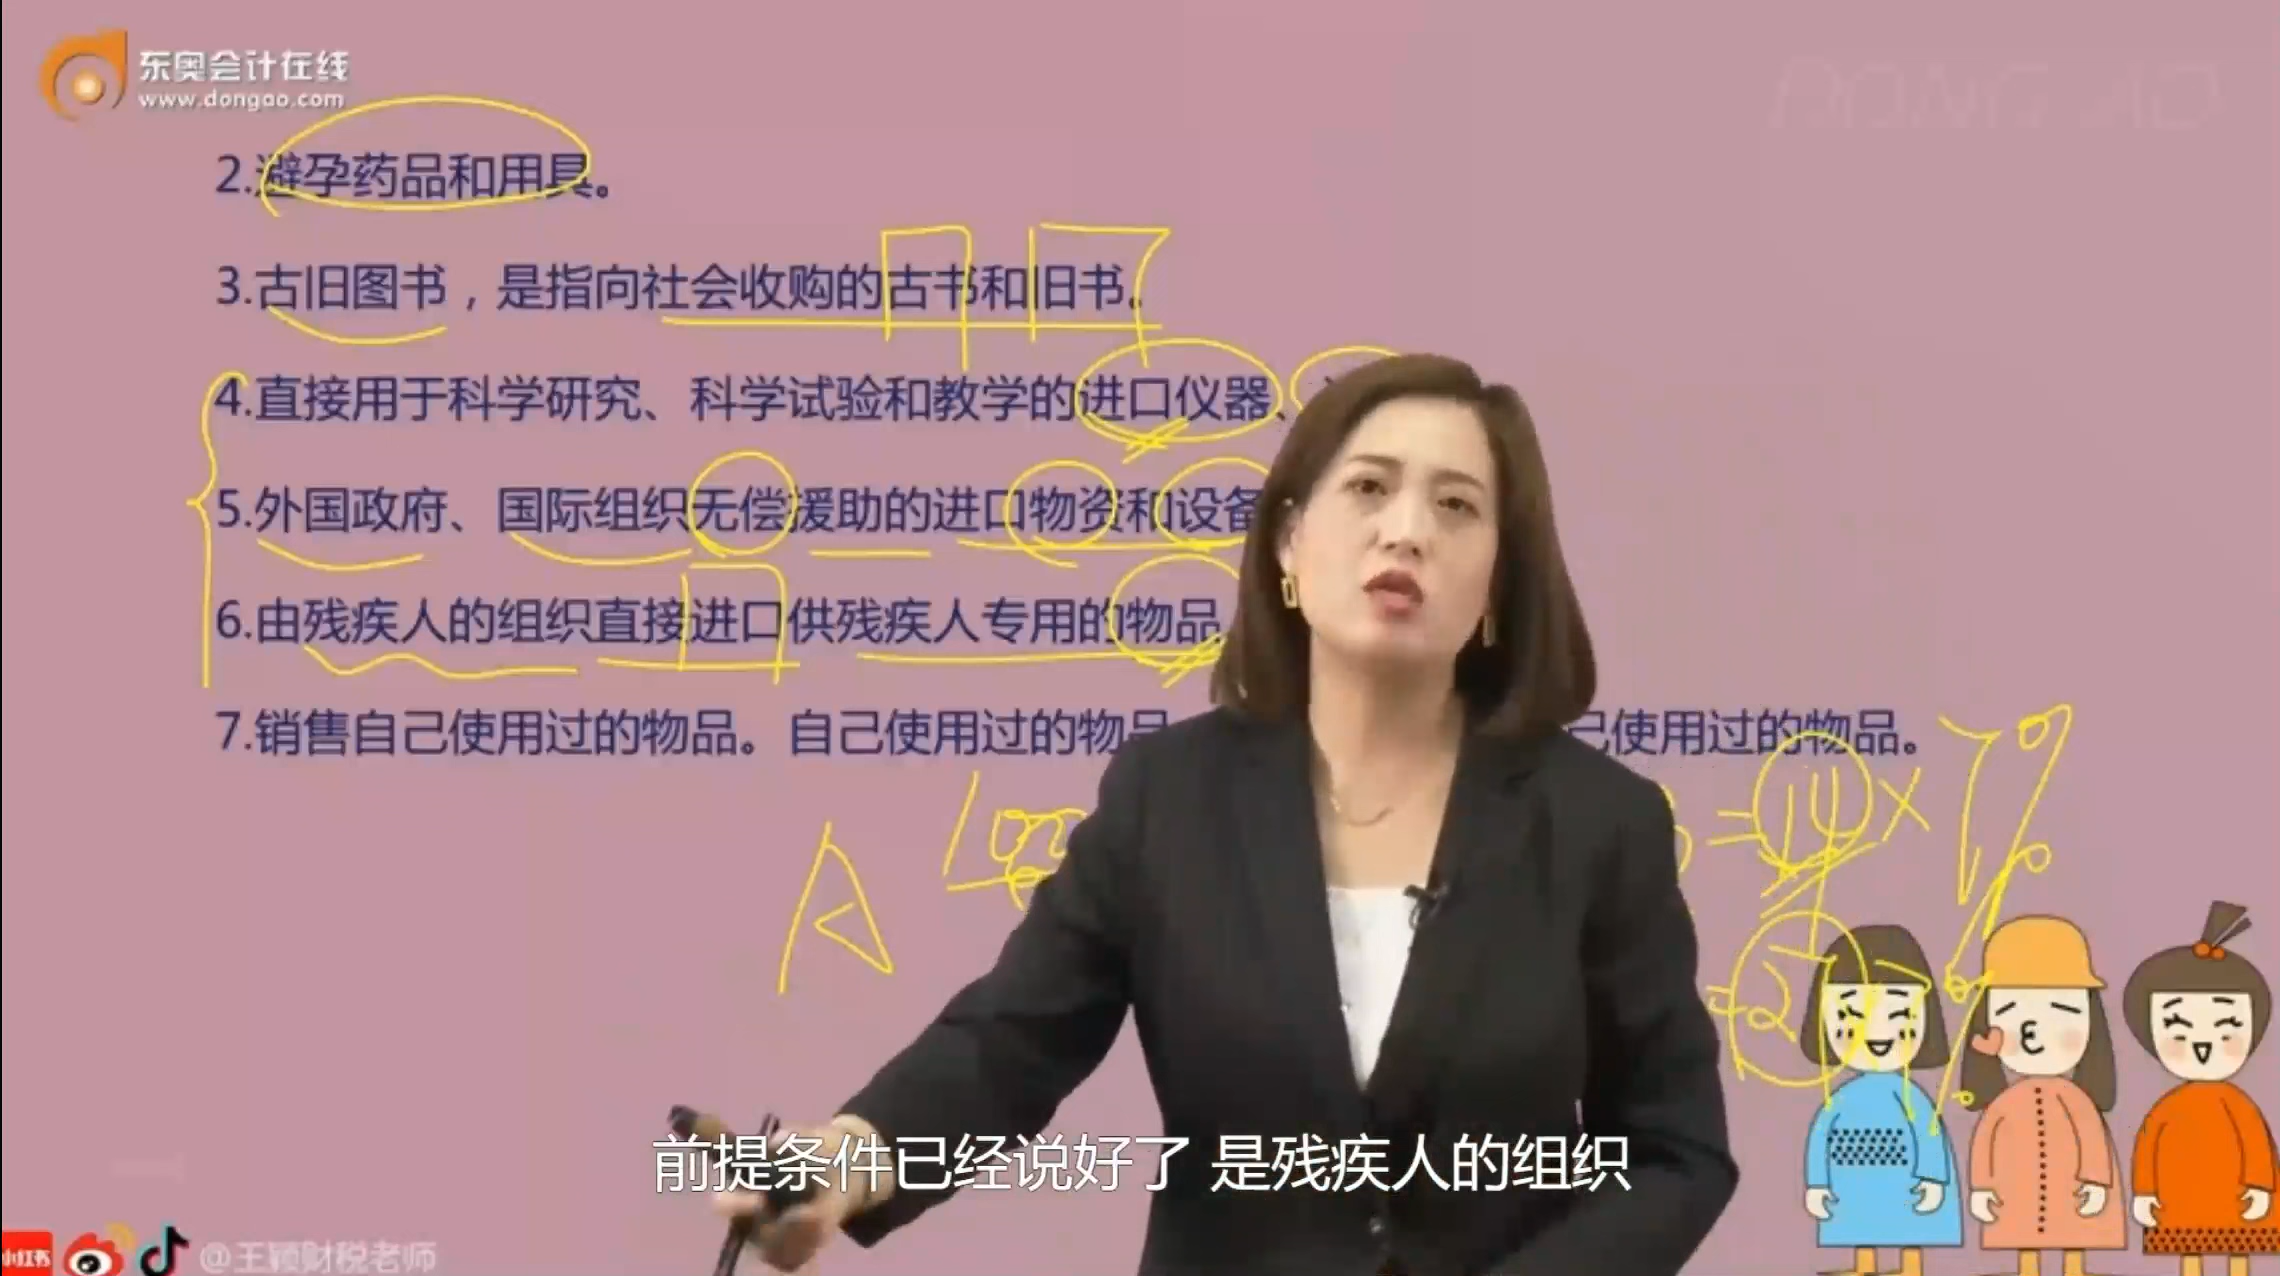 东奥会计在线
www.dongao.com
2.避孕药品和用具。
3.古旧图书，是指向社会收购的古书和旧书。
4.直接用于科学研究、科学试验和教学的进口仪器、
5.外国政府、国际组织无偿援助的进口物资和设备
6.由残疾人的组织直接进口供残疾人专用的物品
7.销售自己使用过的物品。自己使用过的物品 己使用过的物品。
A 100 =14×7%
前提条件已经说好了 是残疾人的组织
小红书 @王颖财税老师